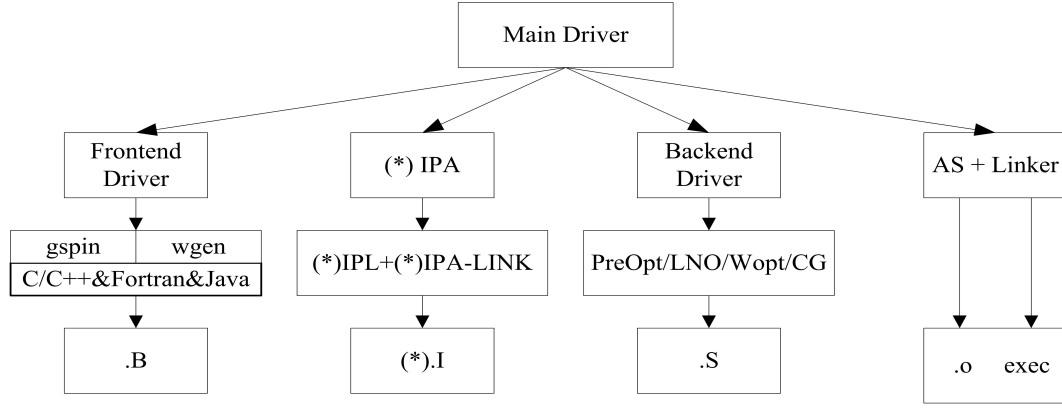 Main Driver
Frontend
Driver
(*) IPA
Backend
Driver
AS + Linker
gspin wgen
C/C++&Fortran&Java
(*)IPL+(*)IPA-LINK
PreOpt/LNO/Wopt/CG
.B
(*).I
.S
.o exec